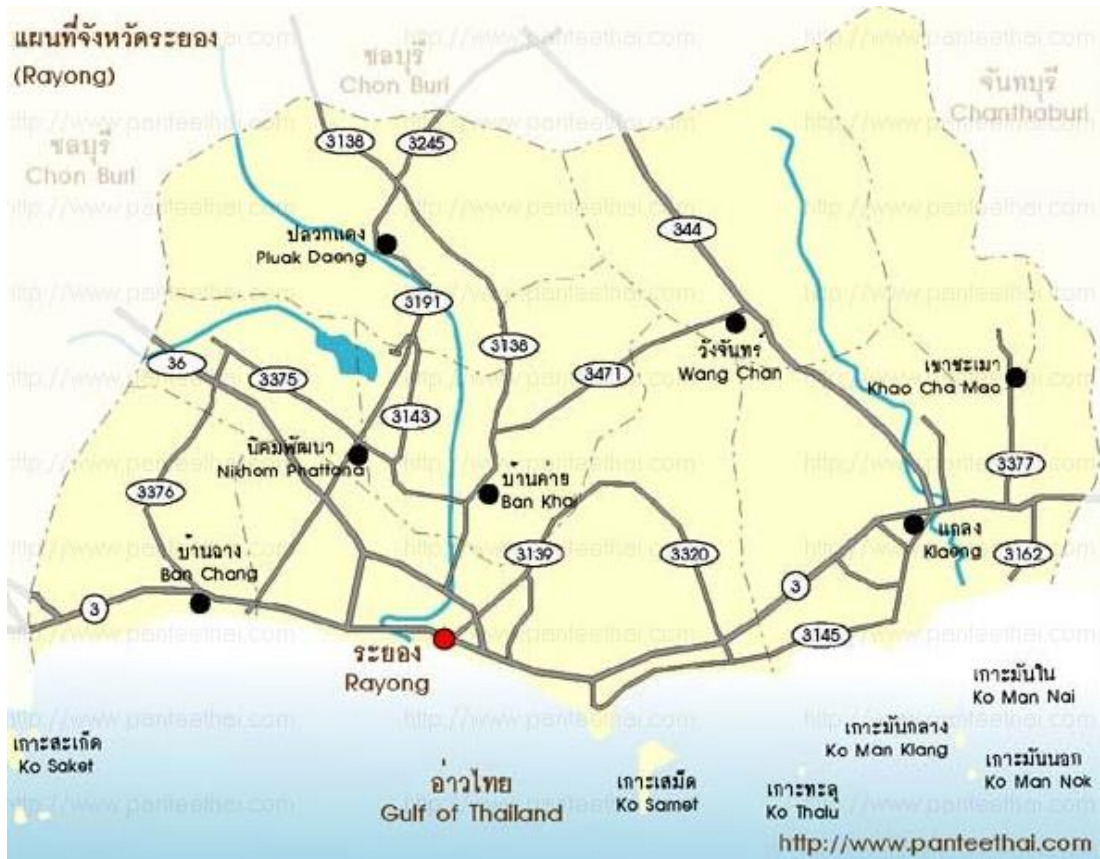 แผนที่จังหวัดระยอง
(Rayong)
ชลบุรี
Chon Buri
จันทบุรี
Chanthaburi
ชลบุรี
Chon Buri
3138
3245
344
ปลวกแดง
Pluak Daeng
3191
36
3375
3138
3471
วังจันทร์
Wang Chan
เขาชะเมา
Khao Cha Mao
3143
นิคมพัฒนา
Nikhom Phattana
3376
บ้านค่าย
Ban Khai
3377
บ้านฉาง
Ban Chang
3139
3320
แกลง
Klaeng
3162
3
3
3145
ระยอง
Rayong
เกาะมันใน
Ko Man Nai
เกาะมันกลาง
Ko Man Klang
เกาะมันนอก
Ko Man Nok
เกาะสะเก็ด
Ko Saket
อ่าวไทย
Gulf of Thailand
เกาะเสม็ด
Ko Samet
เกาะทะลุ
Ko Thalu
http://www.panteethai.com